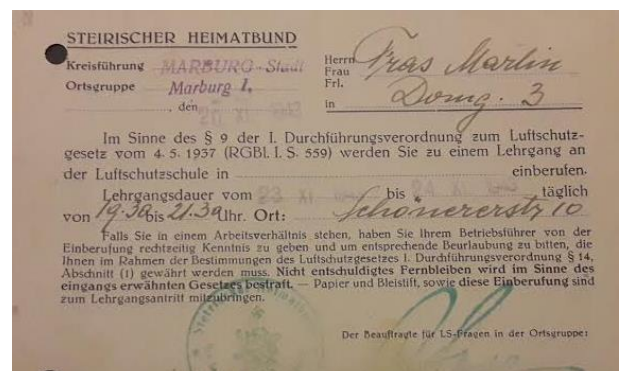 STEIRISCHER HEIMATBUND
Kreisführung MARBURG-Stadt
Ortsgruppe Marburg I.
, den
Herrn
Frau
Frl.
Fras Martin
in Domg. 3
Im Sinne des § 9 der I. Durchführungsverordnung zum Luftschutz-
gesetz vom 4. 5. 1937 (RGBl. I. S. 559) werden Sie zu einem Lehrgang an
der Luftschutzschule in einberufen.
Lehrgangsdauer vom 23 XI bis 24 XI täglich
von 19.30 bis 21.30 Uhr. Ort: Schönererstr 10
Falls Sie in einem Arbeitsverhältnis stehen, haben Sie Ihrem Betriebsführer von der
Einberufung rechtzeitig Kenntnis zu geben und um entsprechende Beurlaubung zu bitten, die
Ihnen im Rahmen der Bestimmungen des Luftschutzgesetzes I. Durchführungsverordnung § 14,
Abschnitt (1) gewährt werden muss. Nicht entschuldigtes Fernbleiben wird im Sinne des
eingangs erwähnten Gesetzes bestraft. — Papier und Bleistift, sowie diese Einberufung sind
zum Lehrgangsantritt mitzubringen.
Der Beauftragte für LS-Fragen in der Ortsgruppe: